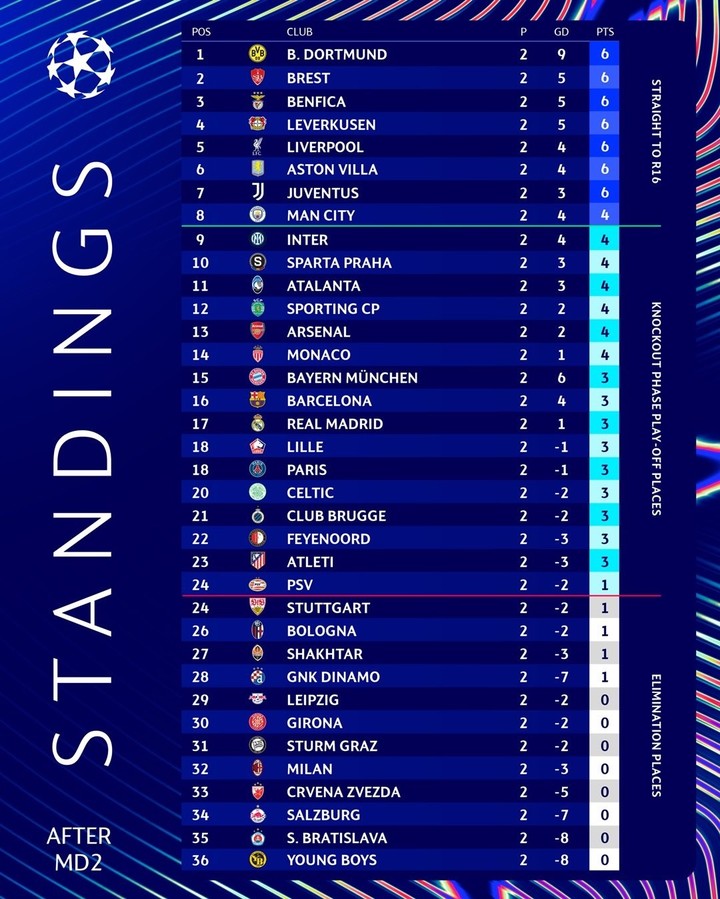 STANDINGS
AFTER
MD2
POS CLUB P GD PTS
1 B. DORTMUND 2 9 6
2 BREST 2 5 6
3 BENFICA 2 5 6
4 LEVERKUSEN 2 5 6
5 LIVERPOOL 2 4 6
6 ASTON VILLA 2 4 6
7 JUVENTUS 2 3 6
8 MAN CITY 2 4 4
STRAIGHT TO R16
9 INTER 2 4 4
10 SPARTA PRAHA 2 3 4
11 ATALANTA 2 3 4
12 SPORTING CP 2 2 4
13 ARSENAL 2 2 4
14 MONACO 2 1 4
15 BAYERN MÜNCHEN 2 6 3
16 BARCELONA 2 4 3
17 REAL MADRID 2 1 3
18 LILLE 2 -1 3
18 PARIS 2 -1 3
20 CELTIC 2 -2 3
21 CLUB BRUGGE 2 -2 3
22 FEYENOORD 2 -3 3
23 ATLETI 2 -3 3
24 PSV 2 -2 1
KNOCKOUT PHASE PLAY-OFF PLACES
24 STUTTGART 2 -2 1
26 BOLOGNA 2 -2 1
27 SHAKHTAR 2 -3 1
28 GNK DINAMO 2 -7 1
29 LEIPZIG 2 -2 0
30 GIRONA 2 -2 0
31 STURM GRAZ 2 -2 0
32 MILAN 2 -3 0
33 CRVENA ZVEZDA 2 -5 0
34 SALZBURG 2 -7 0
35 S. BRATISLAVA 2 -8 0
36 YOUNG BOYS 2 -8 0
ELIMINATION PLACES